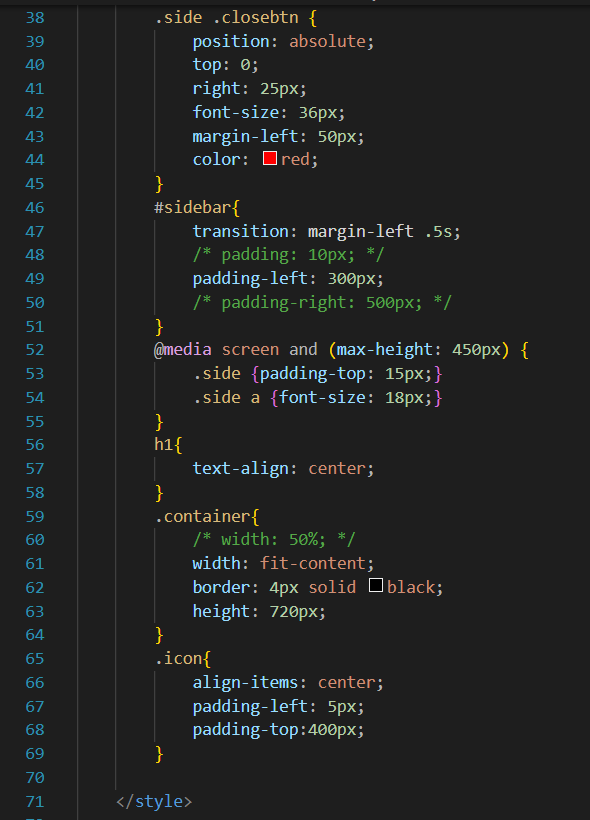 38 .side .closebtn {
39 position: absolute;
40 top: 0;
41 right: 25px;
42 font-size: 36px;
43 margin-left: 50px;
44 color: red;
45 }
46 #sidebar{
47 transition: margin-left .5s;
48 /* padding: 10px; */
49 padding-left: 300px;
50 /* padding-right: 500px; */
51 }
52 @media screen and (max-height: 450px) {
53 .side {padding-top: 15px;}
54 .side a {font-size: 18px;}
55 }
56 h1{
57 text-align: center;
58 }
59 .container{
60 /* width: 50%; */
61 width: fit-content;
62 border: 4px solid black;
63 height: 720px;
64 }
65 .icon{
66 align-items: center;
67 padding-left: 5px;
68 padding-top:400px;
69 }
70
71 </style>